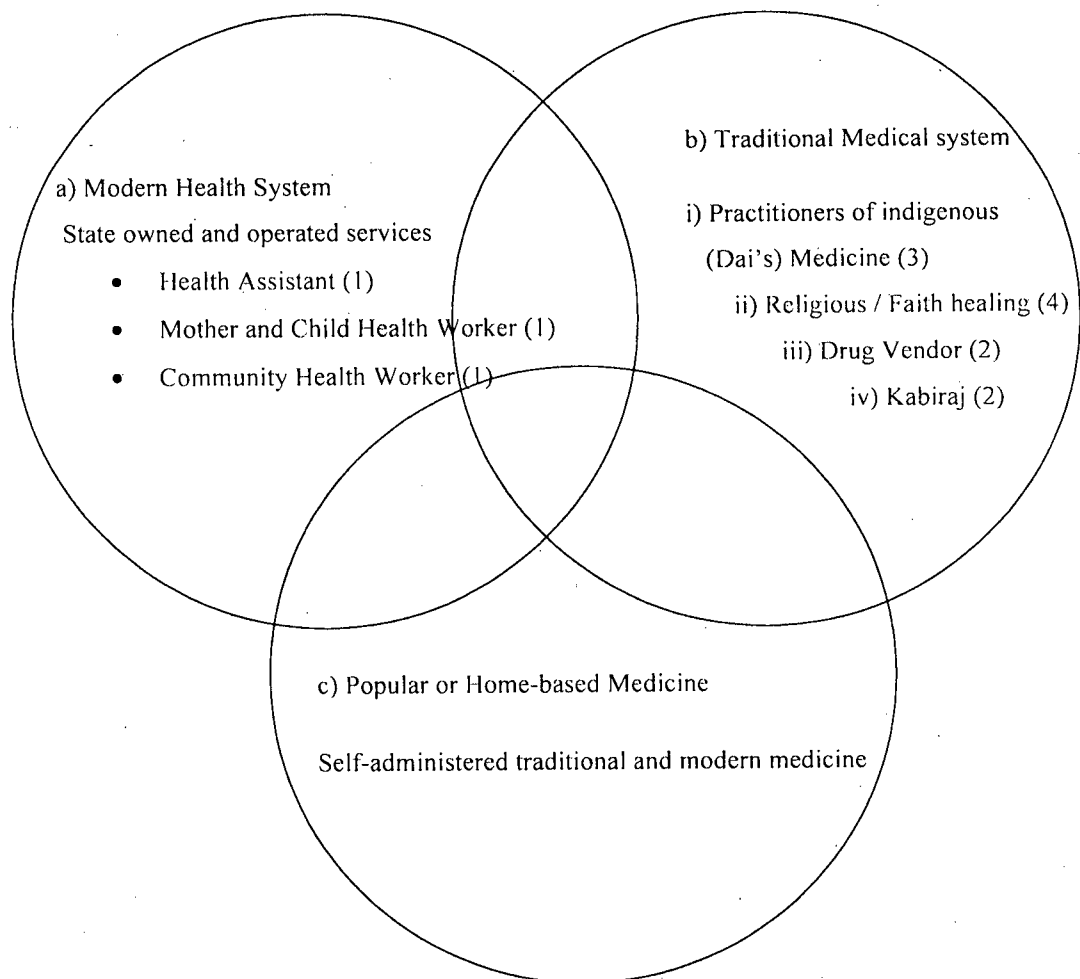 a) Modern Health System
State owned and operated services
• Health Assistant (1)
• Mother and Child Health Worker (1)
• Community Health Worker (1)
b) Traditional Medical system
i) Practitioners of indigenous
(Dai's) Medicine (3)
ii) Religious / Faith healing (4)
iii) Drug Vendor (2)
iv) Kabiraj (2)
c) Popular or Home-based Medicine
Self-administered traditional and modern medicine